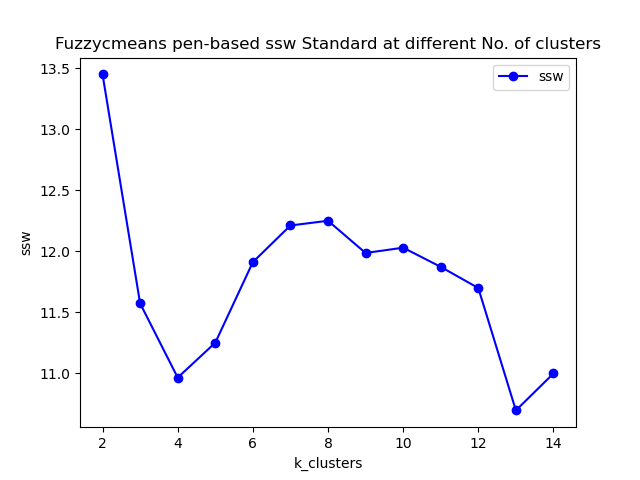 Fuzzycmeans pen-based ssw Standard at different No. of clusters
ssw
13.5
13.0
12.5
12.0
11.5
11.0
ssw
2 4 6 8 10 12 14
k_clusters